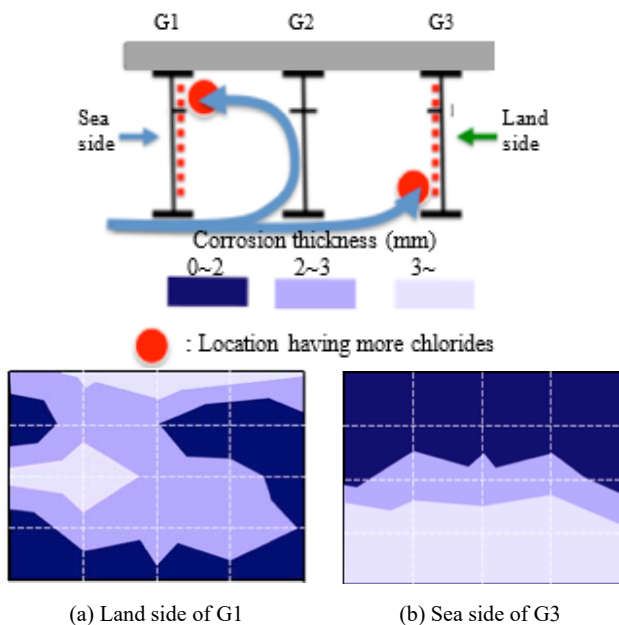 G1 G2 G3
Sea
side
Land
side
Corrosion thickness (mm)
0~2 2~3 3~
: Location having more chlorides
(a) Land side of G1 (b) Sea side of G3